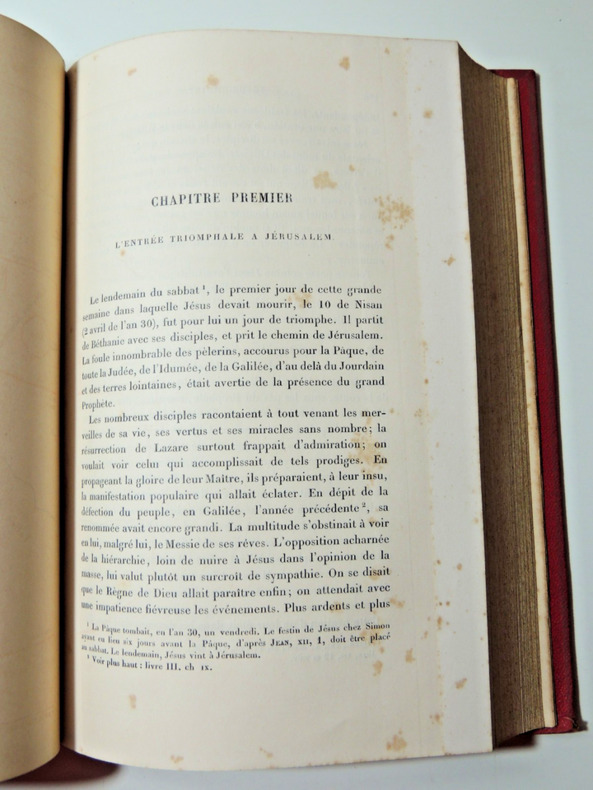 CHAPITRE PREMIER
L'ENTRÉE TRIOMPHALE A JÉRUSALEM
Le lendemain du sabbat ¹, le premier jour de cette grande
semaine dans laquelle Jésus devait mourir, le 10 de Nisan
(2 avril de l'an 30), fut pour lui un jour de triomphe. Il partit
de Béthanie avec ses disciples, et prit le chemin de Jérusalem.
La foule innombrable des pèlerins, accourus pour la Pâque, de
toute la Judée, de l'Idumée, de la Galilée, d'au delà du Jourdain
et des terres lointaines, était avertie de la présence du grand
Prophète.
Les nombreux disciples racontaient à tout venant les mer-
veilles de sa vie, ses vertus et ses miracles sans nombre; la
résurrection de Lazare surtout frappait d'admiration; on
voulait voir celui qui accomplissait de tels prodiges. En
propageant la gloire de leur Maître, ils préparaient, à leur insu,
la manifestation populaire qui allait éclater. En dépit de la
défection du peuple, en Galilée, l'année précédente ², sa
renommée avait encore grandi. La multitude s'obstinait à voir
en lui, malgré lui, le Messie de ses rêves. L'opposition acharnée
de la hiérarchie, loin de nuire à Jésus dans l'opinion de la
masse, lui valut plutôt un surcroît de sympathie. On se disait
que le Règne de Dieu allait paraître enfin; on attendait avec
une impatience fiévreuse les événements. Plus ardents et plus
¹ La Pâque tombait, en l'an 30, un vendredi. Le festin de Jésus chez Simon
ayant eu lieu six jours avant la Pâque, d'après JEAN, XII, 1, doit être placé
au sabbat. Le lendemain, Jésus vint à Jérusalem.
² Voir plus haut : livre III. ch IX.